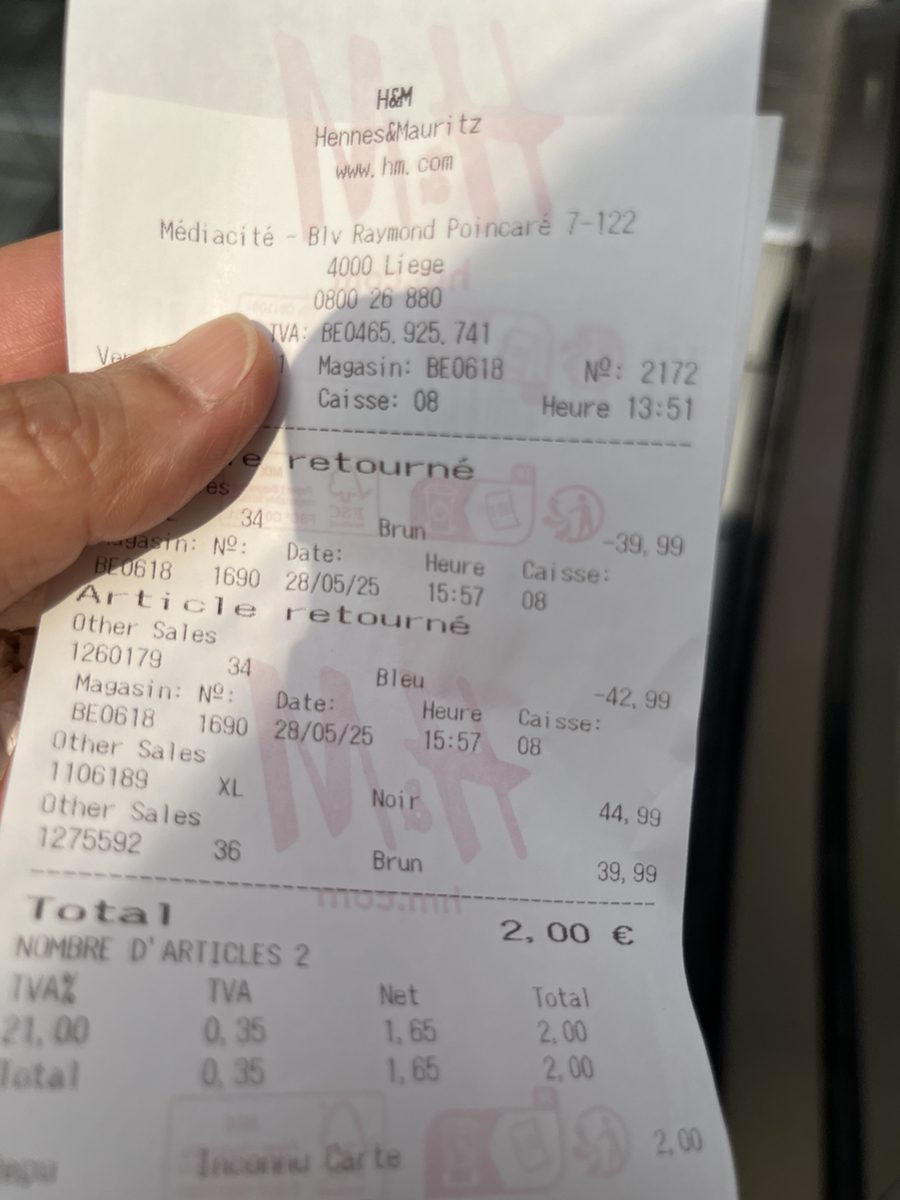 H&M
Hennes&Mauritz
www.hm.com
Médiacité - Blv Raymond Poincaré 7-122
4000 Liege
0800 26 880
TVA: BE0465.925.741
Magasin: BE0618 Nº: 2172
Caisse: 08 Heure 13:51
retourné
34 Brun -39,99
Magasin: Nº: Date: Heure Caisse:
BE0618 1690 28/05/25 15:57 08
Article retourné
Other Sales
1260179 34 Bleu -42,99
Magasin: Nº: Date: Heure Caisse:
BE0618 1690 28/05/25 15:57 08
Other Sales
1106189 XL Noir 44,99
Other Sales
1275592 36 Brun 39,99
Total 2,00 €
NOMBRE D'ARTICLES 2
TVA% TVA Net Total
21,00 0,35 1,65 2,00
Total 0,35 1,65 2,00
Inconnu Carte 2,00